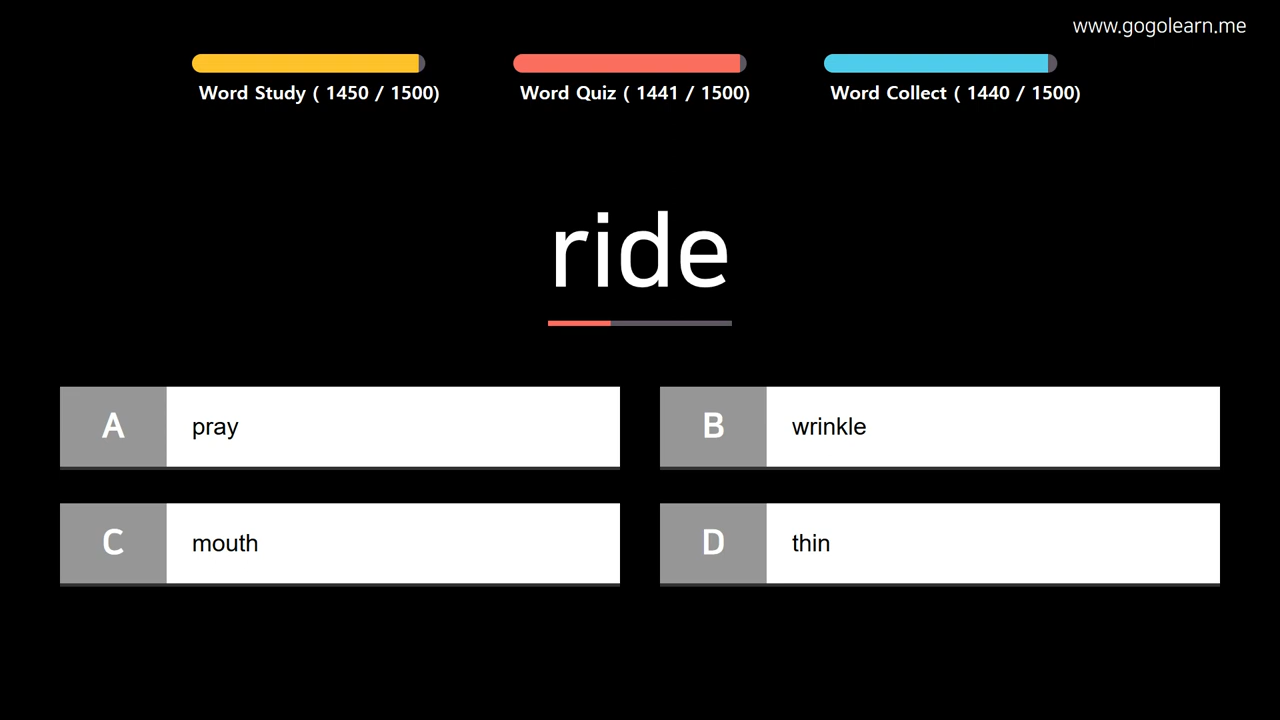 www.gogolearn.me
Word Study ( 1450 / 1500)
Word Quiz ( 1441 / 1500)
Word Collect ( 1440 / 1500)
ride
A pray
B wrinkle
C mouth
D thin